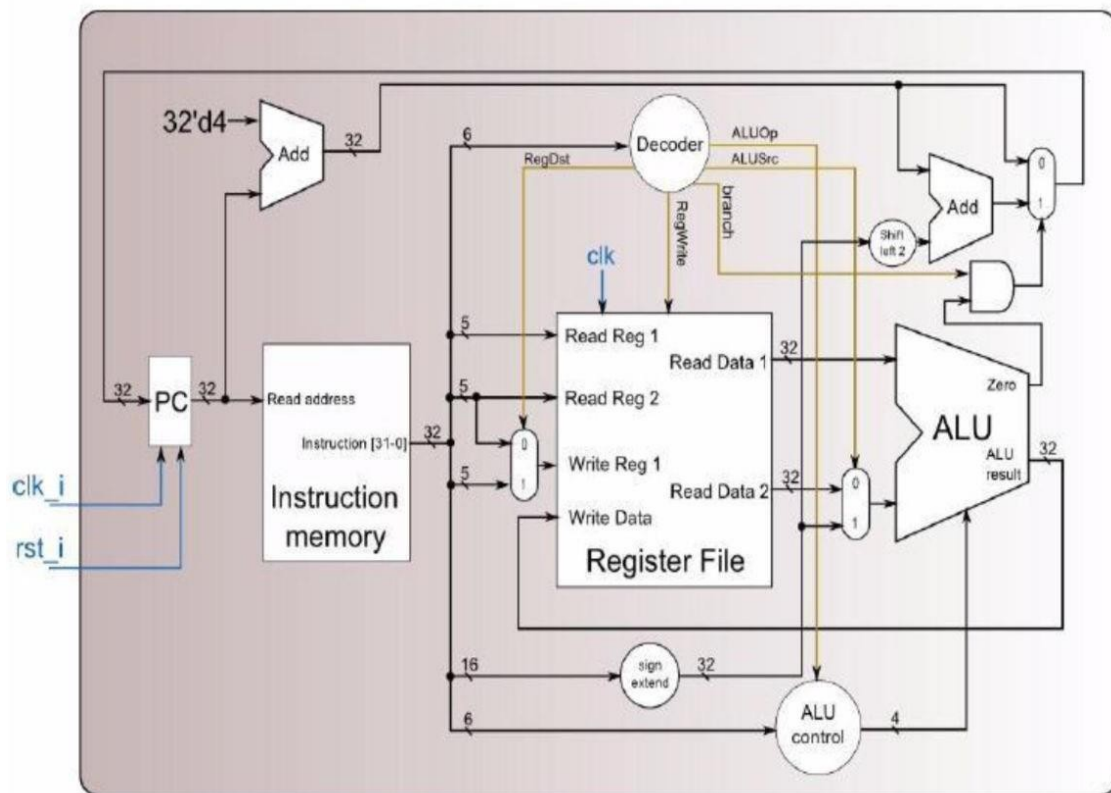 32'd4
Add
32
6
Decoder
ALUOp
ALUSrc
RegDst
RegWrite
branch
Shift
left 2
Add
0
1
clk
5
Read Reg 1
Read Data 1
32
5
Read Reg 2
0
1
5
Write Reg 1
Read Data 2
32
0
1
Write Data
Register File
Zero
ALU
ALU
result
32
32
PC
32
Read address
Instruction [31-0]
32
Instruction
memory
clk_i
rst_i
16
sign
extend
32
6
ALU
control
4